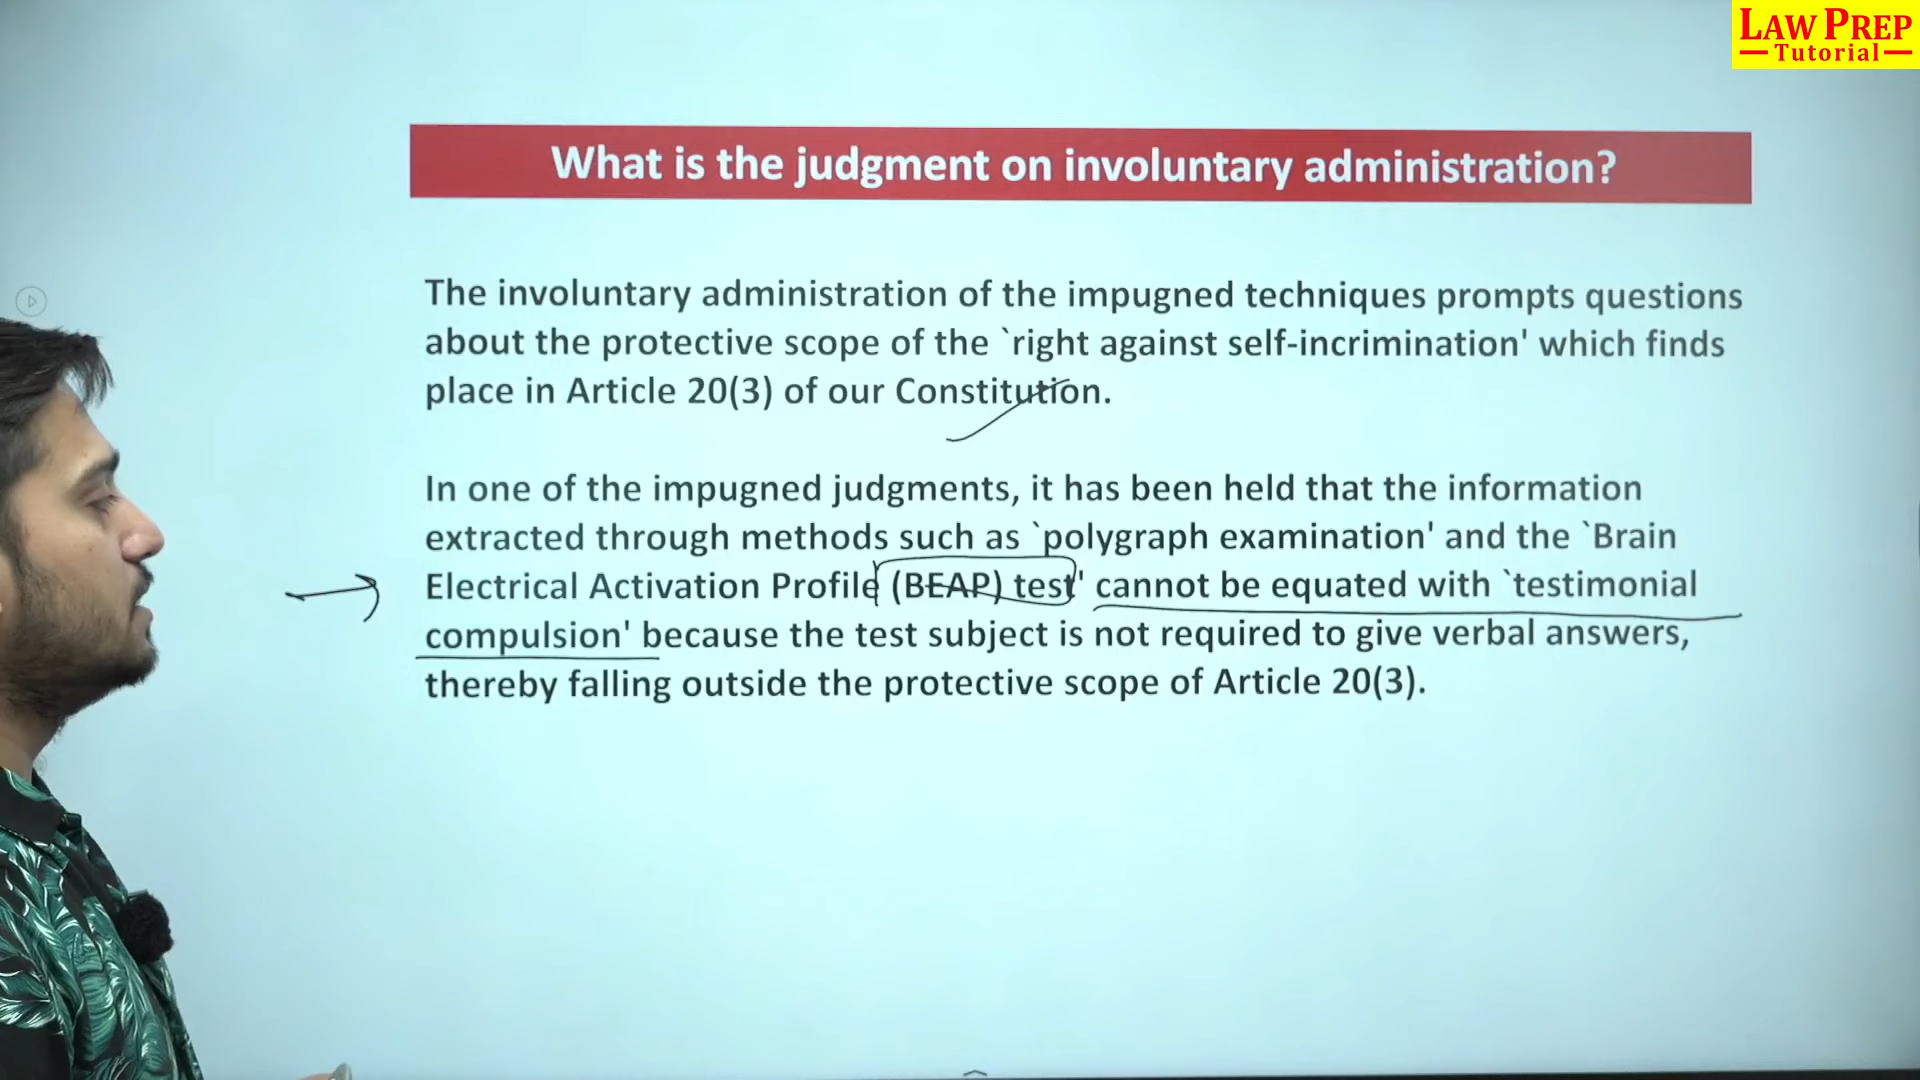 LAW PREP
Tutorial
What is the judgment on involuntary administration?
The involuntary administration of the impugned techniques prompts questions
about the protective scope of the `right against self-incrimination' which finds
place in Article 20(3) of our Constitution.
In one of the impugned judgments, it has been held that the information
extracted through methods such as `polygraph examination' and the `Brain
Electrical Activation Profile (BEAP) test' cannot be equated with `testimonial
compulsion' because the test subject is not required to give verbal answers,
thereby falling outside the protective scope of Article 20(3).